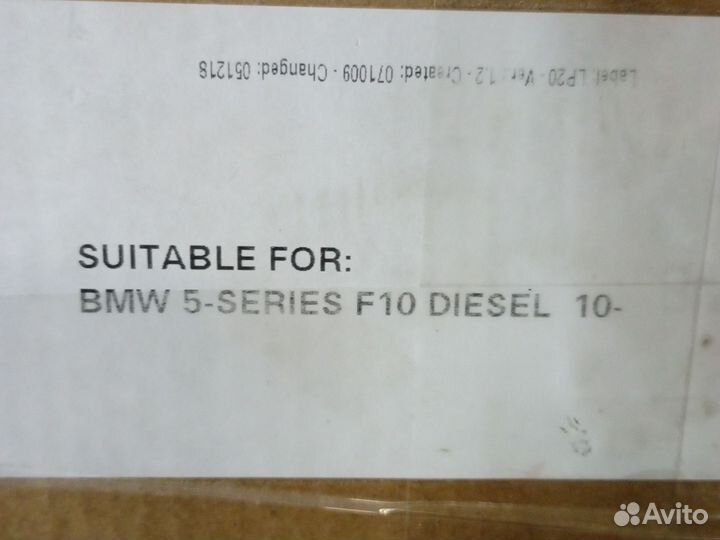 Label: LP20 - Ver.: 1.2 - Created: 071009 - Changed: 051218
SUITABLE FOR:
BMW 5-SERIES F10 DIESEL 10-
Avito